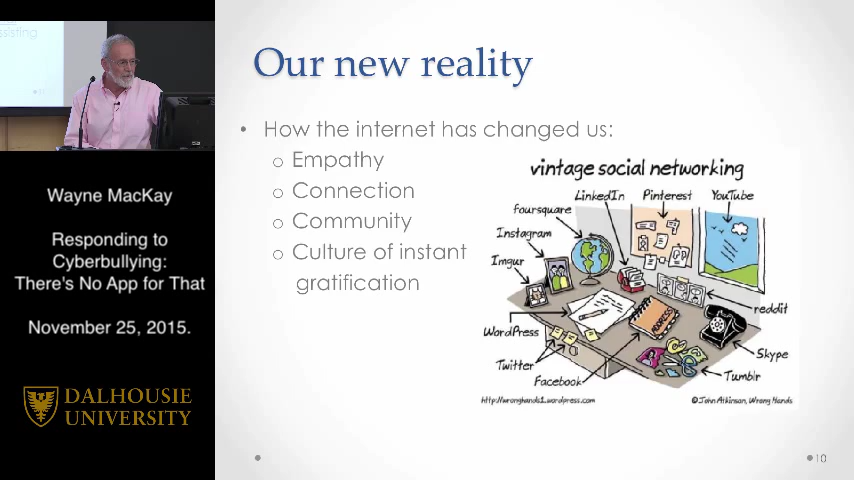 ssisting
Wayne MacKay
Responding to
Cyberbullying:
There's No App for That
November 25, 2015.
DALHOUSIE
UNIVERSITY
Our new reality
• How the internet has changed us:
o Empathy
o Connection
o Community
o Culture of instant
gratification
vintage social networking
LinkedIn Pinterest YouTube
foursquare
Instagram
Imgur
ADDRESS
reddit
WordPress
Skype
Twitter
Tumblr
Facebook
http://wronghands1.wordpress.com © John Atkinson, Wrong Hands
10